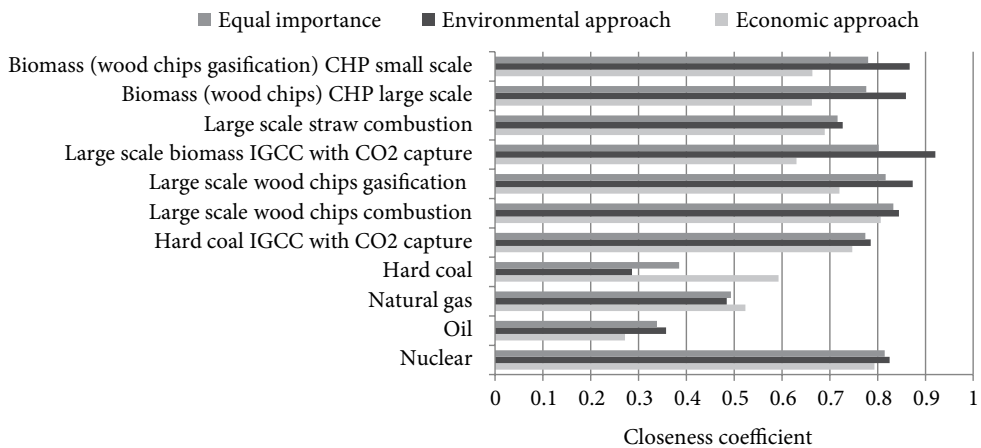 Equal importance Environmental approach Economic approach
Biomass (wood chips gasification) CHP small scale
Biomass (wood chips) CHP large scale
Large scale straw combustion
Large scale biomass IGCC with CO2 capture
Large scale wood chips gasification
Large scale wood chips combustion
Hard coal IGCC with CO2 capture
Hard coal
Natural gas
Oil
Nuclear
0 0.1 0.2 0.3 0.4 0.5 0.6 0.7 0.8 0.9 1
Closeness coefficient